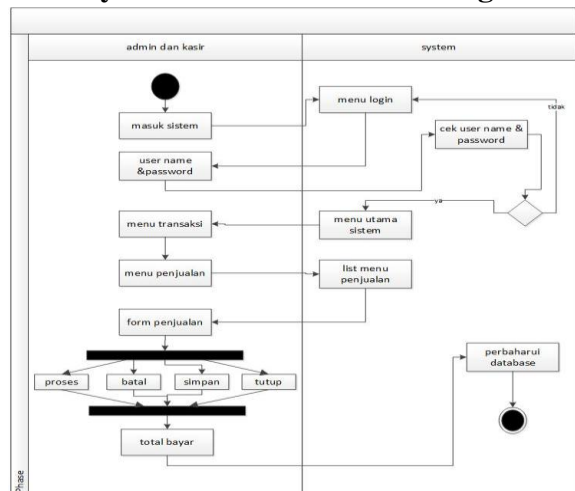 admin dan kasir
system
masuk sistem
menu login
tidak
cek user name &
password
user name
&password
ya
menu utama
sistem
menu transaksi
menu penjualan
list menu
penjualan
form penjualan
proses
batal
simpan
tutup
perbaharui
database
total bayar
Phase